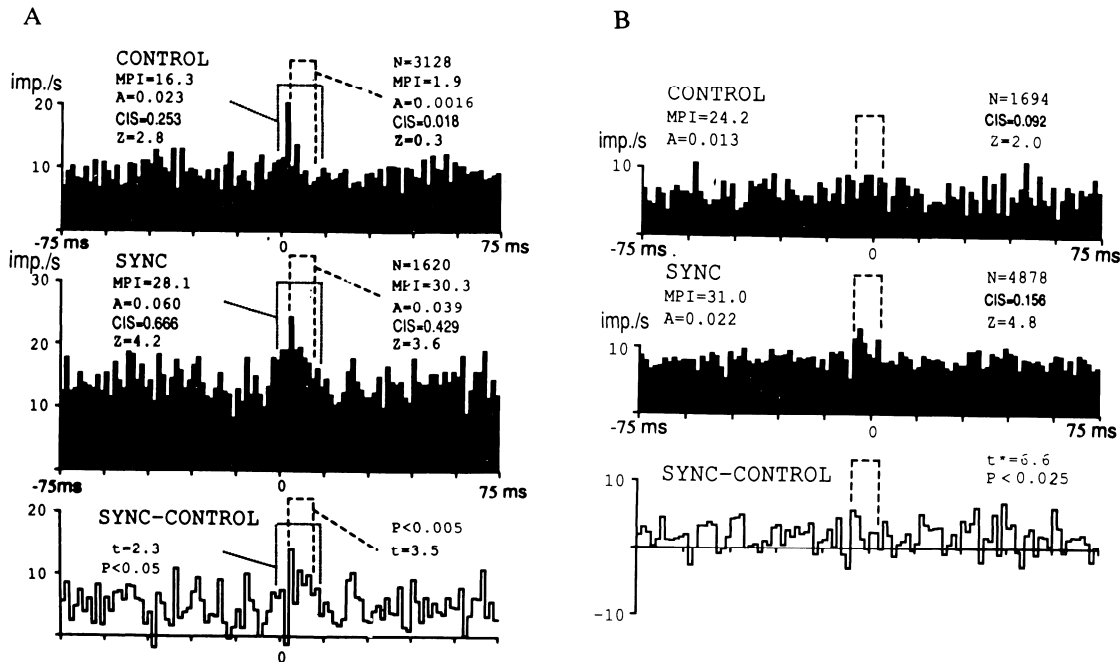 A
CONTROL
MPI=16.3
A=0.023
CIS=0.253
Z=2.8
N=3128
MPI=1.9
A=0.0016
CIS=0.018
Z=0.3
imp./s
20
10
-75 ms
0
75 ms
imp./s
SYNC
MPI=28.1
A=0.060
CIS=0.666
Z=4.2
N=1620
MPI=30.3
A=0.039
CIS=0.429
Z=3.6
30
20
10
-75ms
0
75 ms
SYNC-CONTROL
t=2.3
P<0.05
P<0.005
t=3.5
20
10
0
B
CONTROL
MPI=24.2
A=0.013
N=1694
CIS=0.092
Z=2.0
imp./s
10
-75 ms
0
75 ms
SYNC
MPI=31.0
A=0.022
N=4878
CIS=0.156
Z=4.8
imp./s
10
-75 ms
0
75 ms
SYNC-CONTROL
t*=6.6
P<0.025
10
0
-10